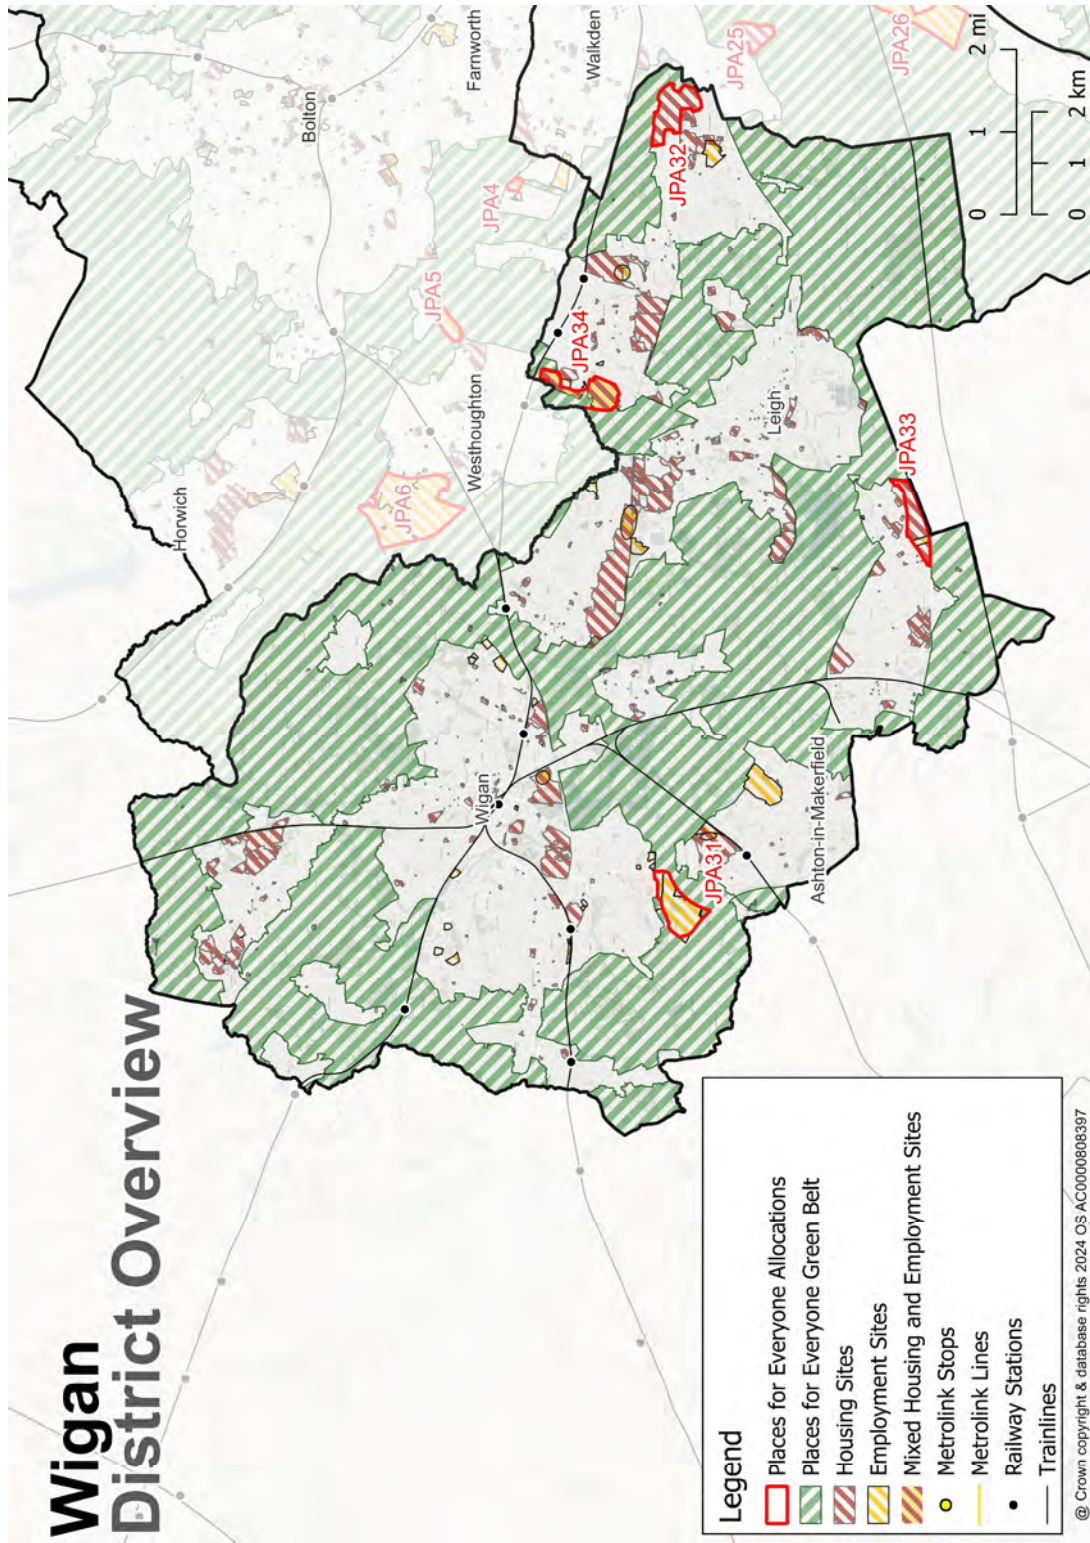 Wigan
District Overview
Horwich
Bolton
Farnworth
Walkden
Westhoughton
Wigan
Leigh
Ashton-in-Makerfield
JPA6
JPA5
JPA4
JPA25
JPA26
JPA34
JPA32
JPA33
JPA31
Legend
Places for Everyone Allocations
Places for Everyone Green Belt
Housing Sites
Employment Sites
Mixed Housing and Employment Sites
Metrolink Stops
Metrolink Lines
Railway Stations
Trainlines
0 1 2 mi
0 1 2 km
@ Crown copyright & database rights 2024 OS AC0000808397